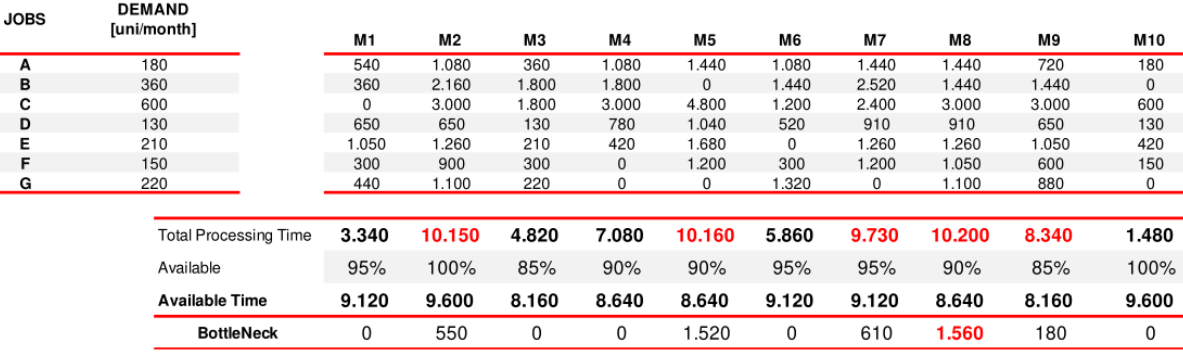 JOBS DEMAND
[uni/month]
M1 M2 M3 M4 M5 M6 M7 M8 M9 M10
A 180 540 1.080 360 1.080 1.440 1.080 1.440 1.440 720 180
B 360 360 2.160 1.800 1.800 0 1.440 2.520 1.440 1.440 0
C 600 0 3.000 1.800 3.000 4.800 1.200 2.400 3.000 3.000 600
D 130 650 650 130 780 1.040 520 910 910 650 130
E 210 1.050 1.260 210 420 1.680 0 1.260 1.260 1.050 420
F 150 300 900 300 0 1.200 300 1.200 1.050 600 150
G 220 440 1.100 220 0 0 1.320 0 1.100 880 0
Total Processing Time 3.340 10.150 4.820 7.080 10.160 5.860 9.730 10.200 8.340 1.480
Available 95% 100% 85% 90% 90% 95% 95% 90% 85% 100%
Available Time 9.120 9.600 8.160 8.640 8.640 9.120 9.120 8.640 8.160 9.600
BottleNeck 0 550 0 0 1.520 0 610 1.560 180 0